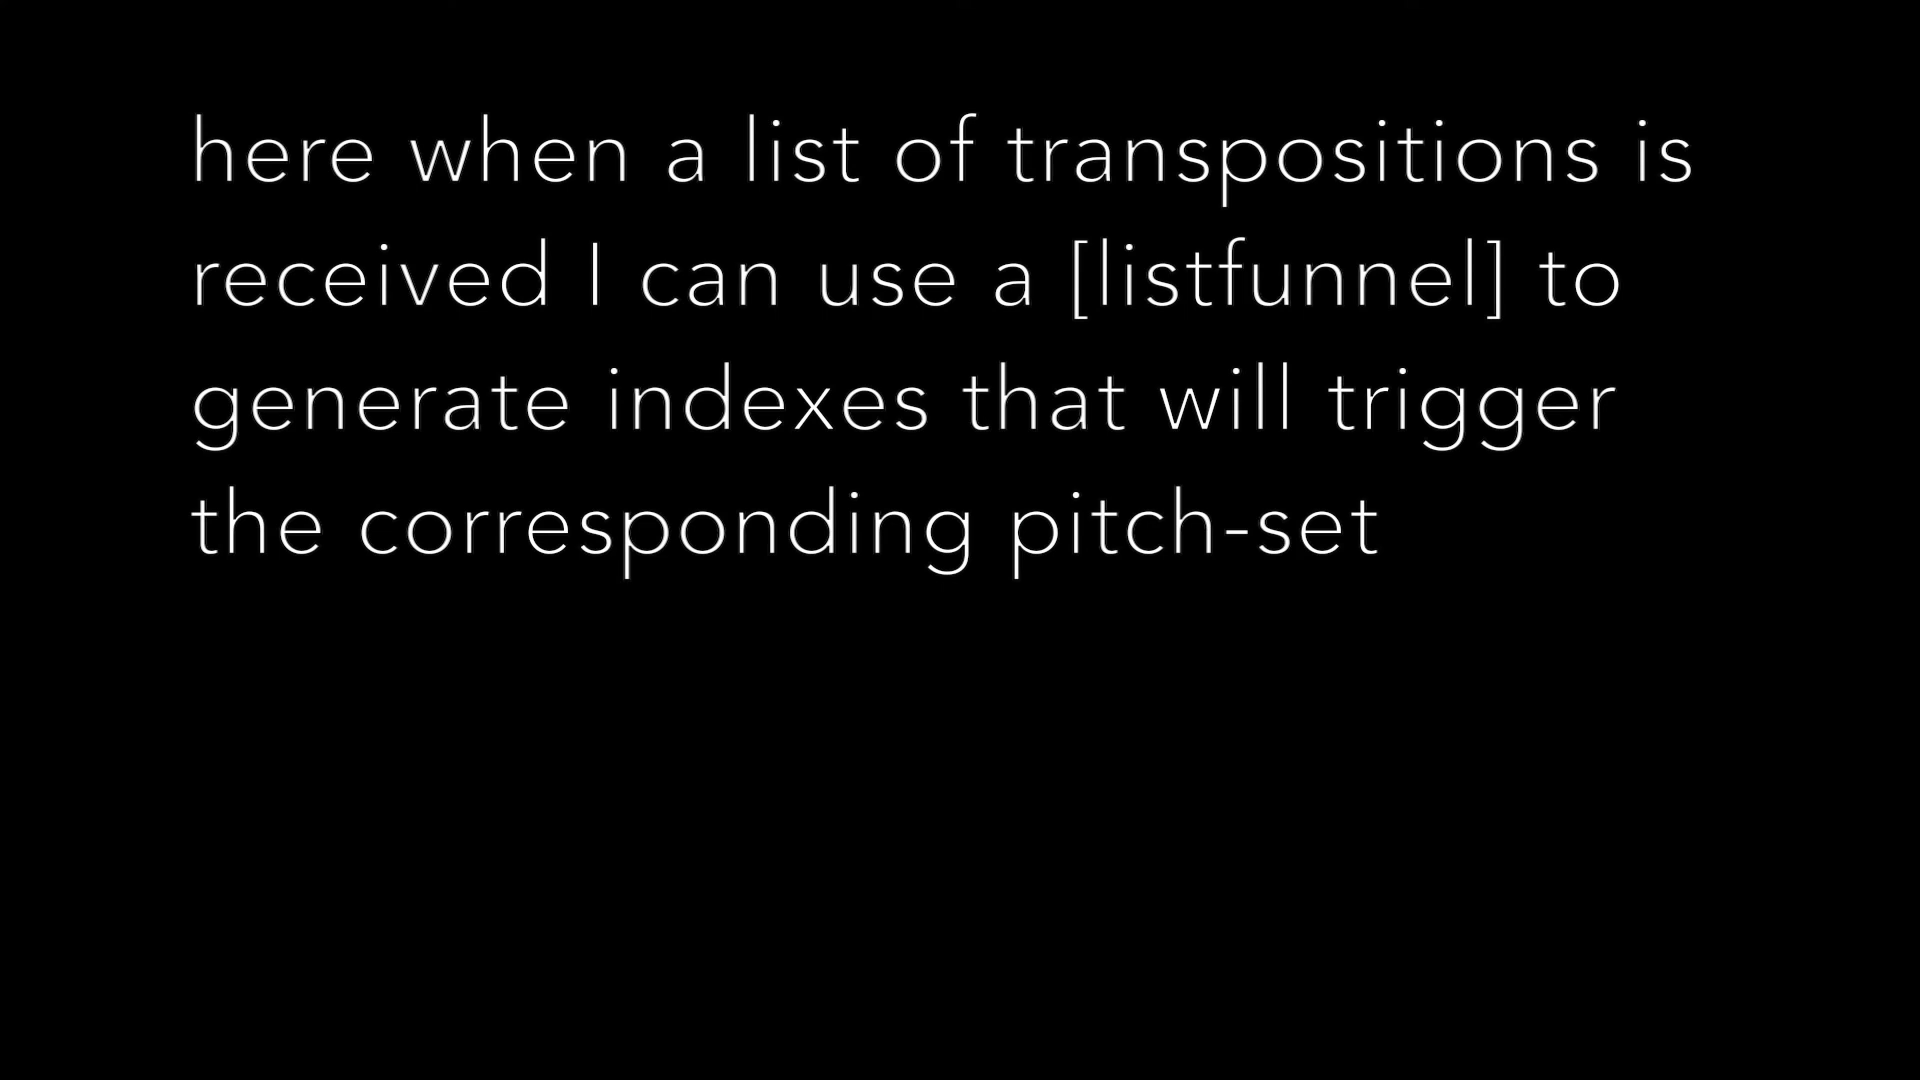 here when a list of transpositions is
received I can use a [listfunnel] to
generate indexes that will trigger
the corresponding pitch-set